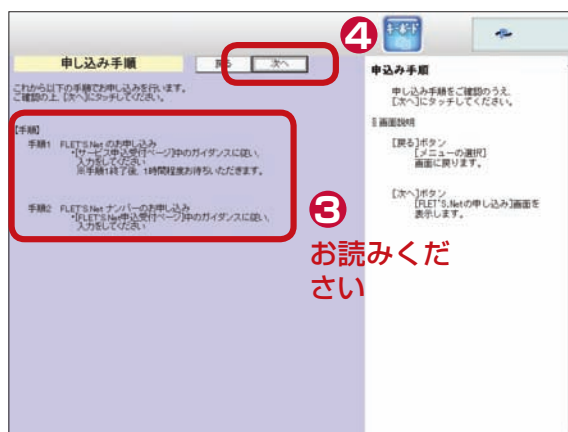 ④
キーボード
申し込み手順
戻る
次へ
これから以下の手順でお申し込みを行います。
ご確認の上、[次へ]にタッチしてください。
【手順】
手順1 FLET'S.Net のお申し込み
・[サービス申込受付ページ]中のガイダンスに従い、
入力をしてください
※手順1終了後、1時間程度お待ちいただきます。
手順2 FLET'S.Net ナンバーのお申し込み
・[FLET'S.Net申込受付ページ]中のガイダンスに従い、
入力をしてください
③
お読みくだ
さい
申込み手順
申し込み手順をご確認のうえ、
[次へ]にタッチしてください。
画面説明
[戻る]ボタン
[メニューの選択]
画面に戻ります。
[次へ]ボタン
[FLET'S.Netの申し込み]画面を
表示します。